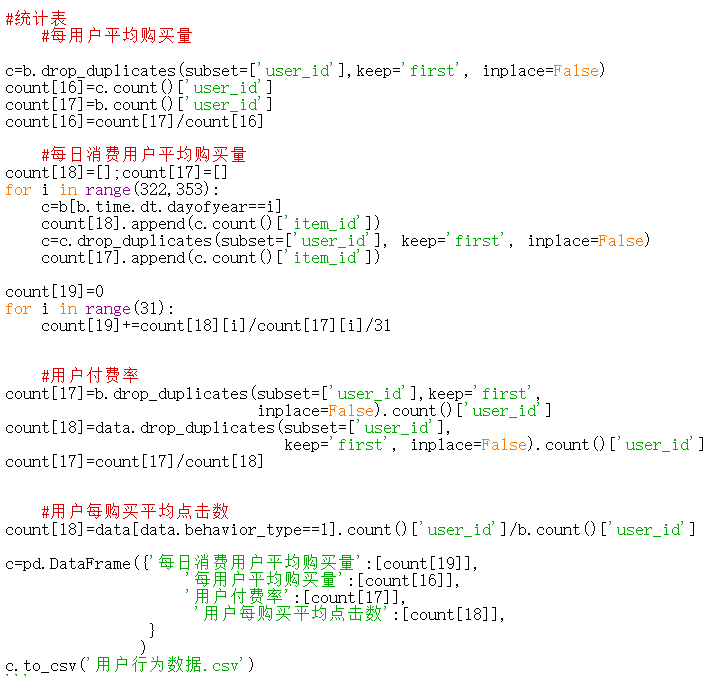 #统计表
    #每用户平均购买量
c=b.drop_duplicates(subset=['user_id'],keep='first', inplace=False)
count[16]=c.count()['user_id']
count[17]=b.count()['user_id']
count[16]=count[17]/count[16]
    #每日消费用户平均购买量
count[18]=[];count[17]=[]
for i in range(322,353):
    c=b[b.time.dt.dayofyear==i]
    count[18].append(c.count()['item_id'])
    c=c.drop_duplicates(subset=['user_id'], keep='first', inplace=False)
    count[17].append(c.count()['item_id'])
count[19]=0
for i in range(31):
    count[19]+=count[18][i]/count[17][i]/31
    #用户付费率
count[17]=b.drop_duplicates(subset=['user_id'],keep='first',
                            inplace=False).count()['user_id']
count[18]=data.drop_duplicates(subset=['user_id'],
                               keep='first', inplace=False).count()['user_id']
count[17]=count[17]/count[18]
    #用户每购买平均点击数
count[18]=data[data.behavior_type==1].count()['user_id']/b.count()['user_id']
c=pd.DataFrame({'每日消费用户平均购买量':[count[19]],
                    '每用户平均购买量':[count[16]],
                    '用户付费率':[count[17]],
                     '用户每购买平均点击数':[count[18]],
                }
               )
c.to_csv('用户行为数据.csv')
'''